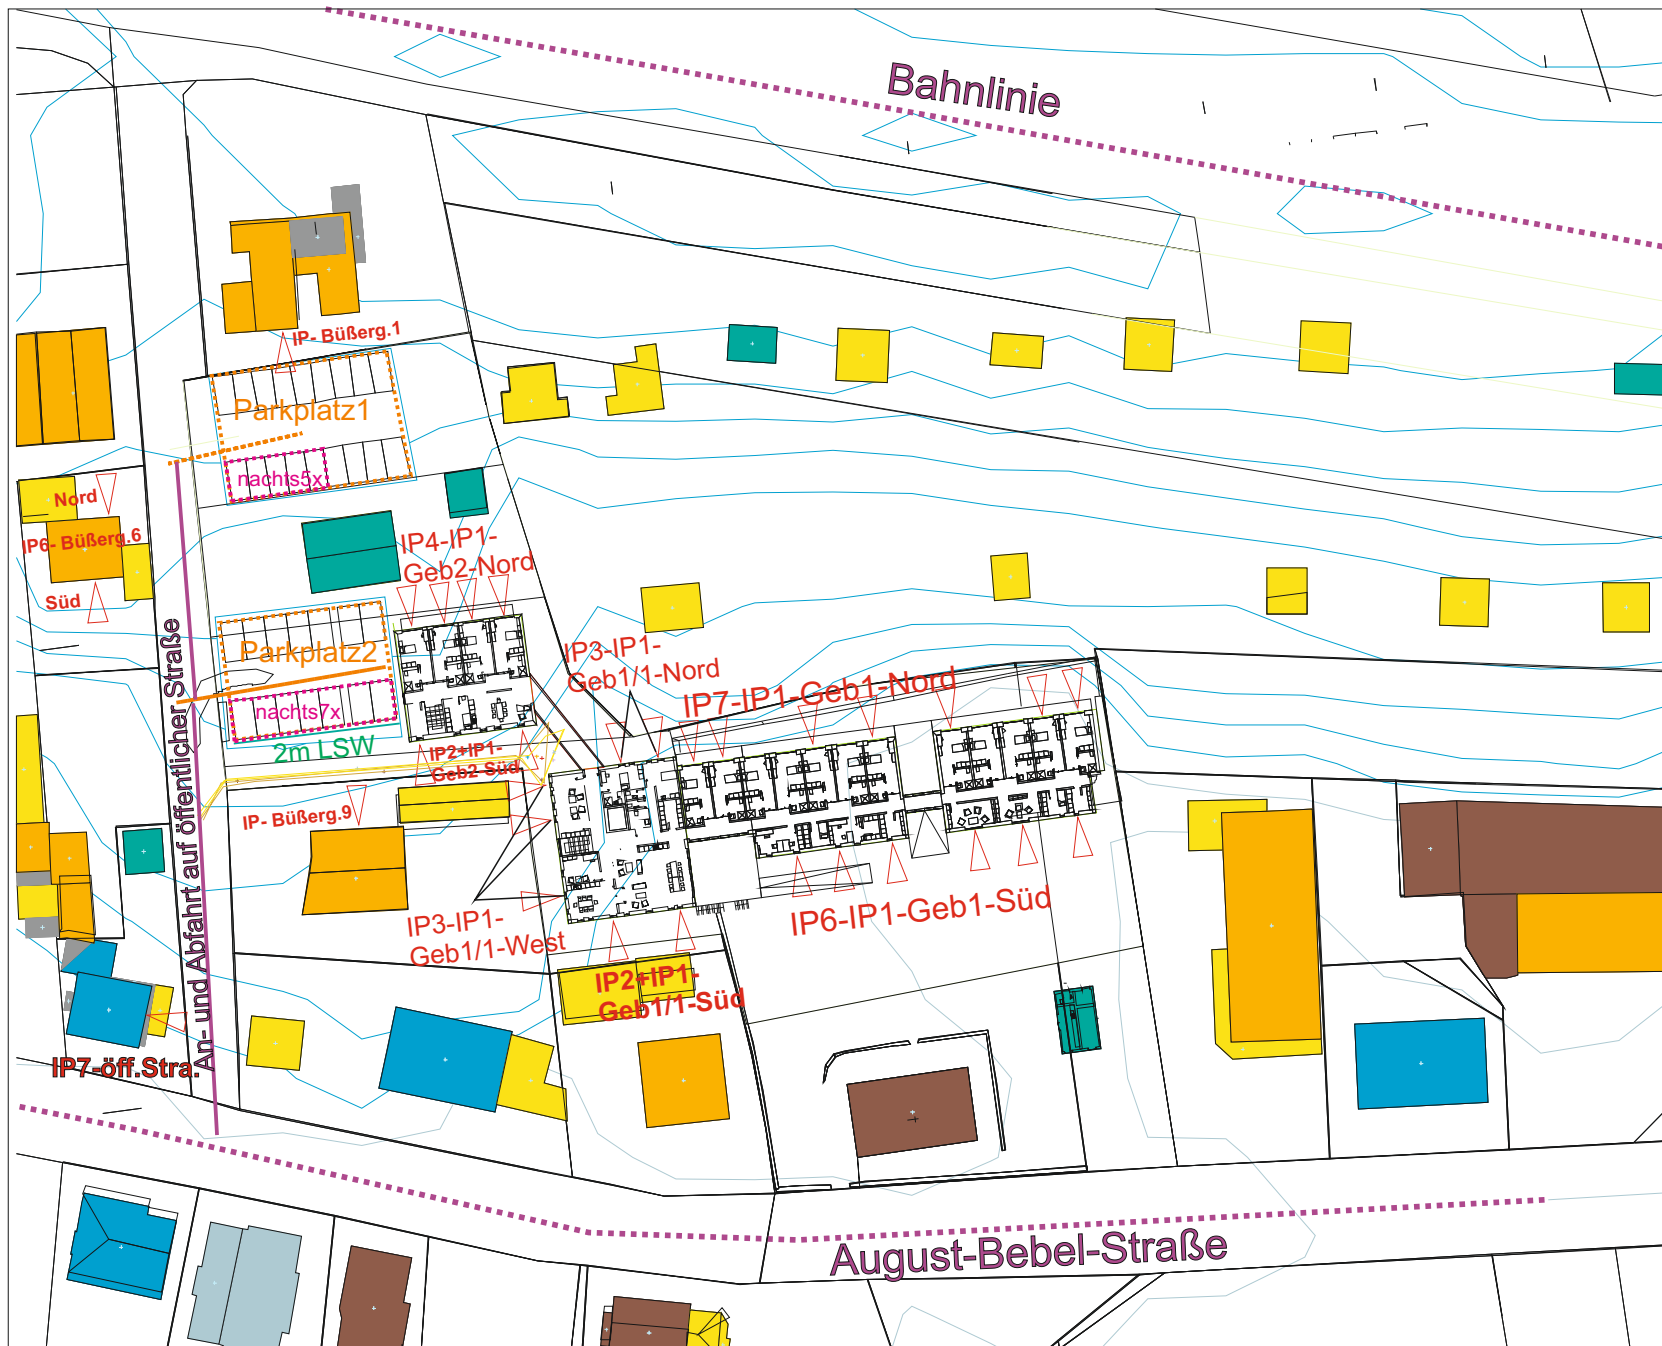 Bahnlinie
IP- Büßerg.1
Parkplatz1
nachts5x
Nord
IP6- Büßerg.6
Süd
IP4-IP1-
Geb2-Nord
Parkplatz2
nachts7x
2m LSW
IP3-IP1-
Geb1/1-Nord
IP7-IP1-Geb1-Nord
IP2+IP1-
Geb2-Süd
IP- Büßerg.9
An- und Abfahrt auf öffentlicher Straße
IP3-IP1-
Geb1/1-West
IP6-IP1-Geb1-Süd
IP2+IP1-
Geb1/1-Süd
IP7-öff.Stra.
August-Bebel-Straße